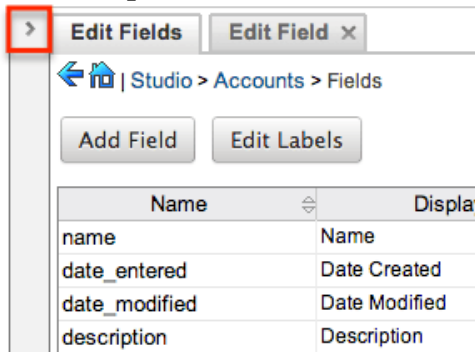 Edit Fields Edit Field
| Studio > Accounts > Fields
Add Field Edit Labels
Name Displa
name Name
date_entered Date Created
date_modified Date Modified
description Description